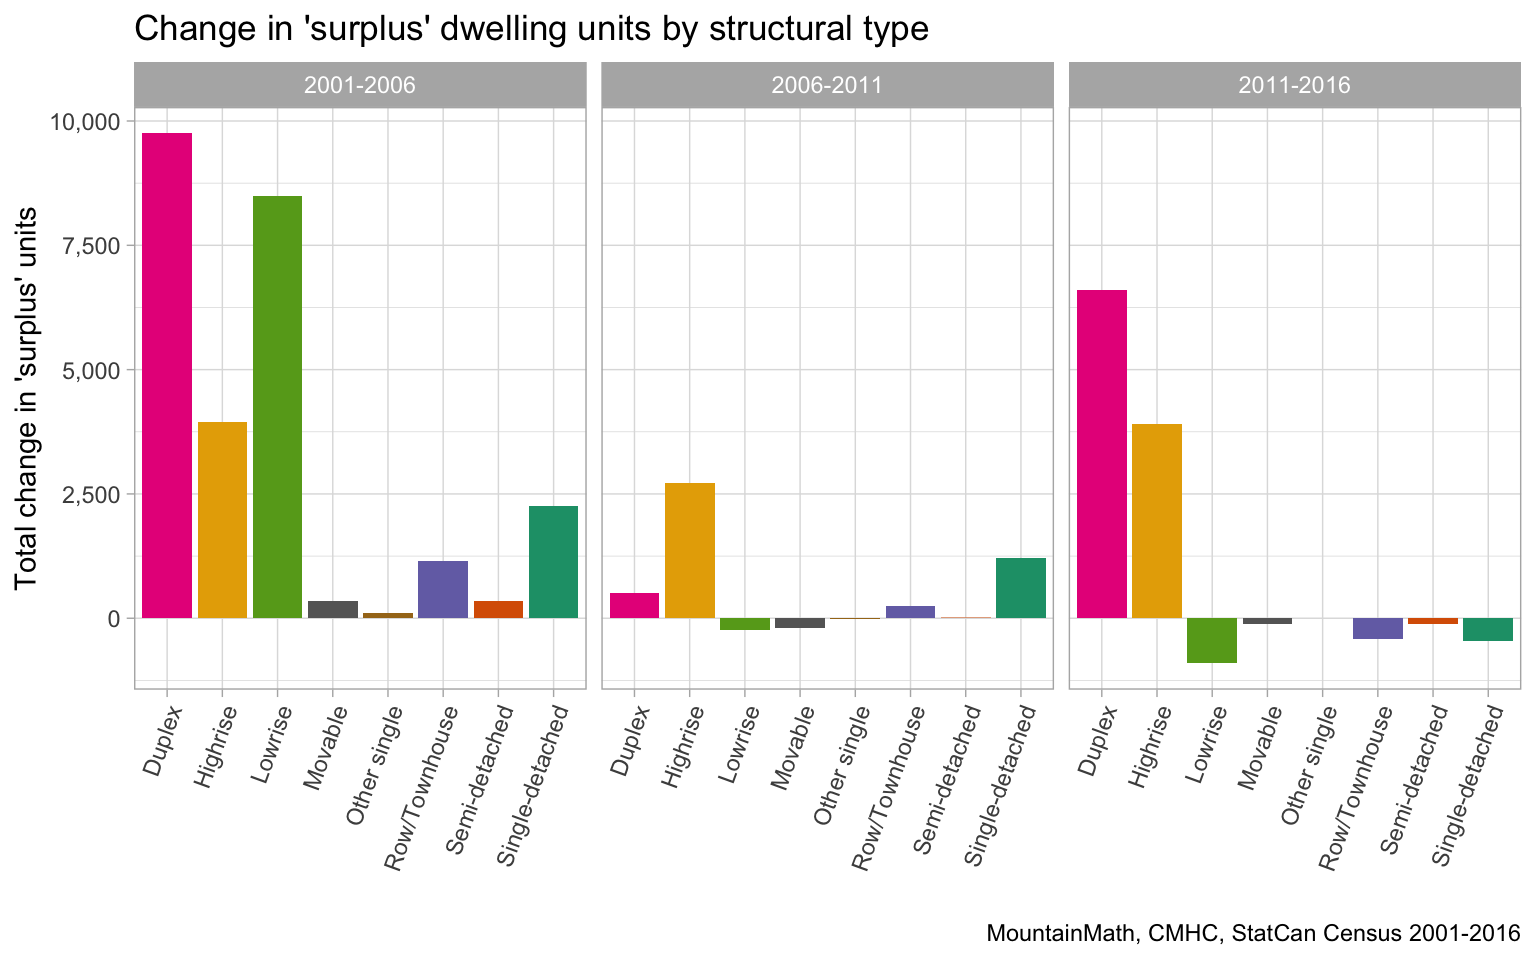 Change in 'surplus' dwelling units by structural type
2001-2006
2006-2011
2011-2016
Total change in 'surplus' units
10,000
7,500
5,000
2,500
0
Duplex
Highrise
Lowrise
Movable
Other single
Row/Townhouse
Semi-detached
Single-detached
Duplex
Highrise
Lowrise
Movable
Other single
Row/Townhouse
Semi-detached
Single-detached
Duplex
Highrise
Lowrise
Movable
Other single
Row/Townhouse
Semi-detached
Single-detached
MountainMath, CMHC, StatCan Census 2001-2016